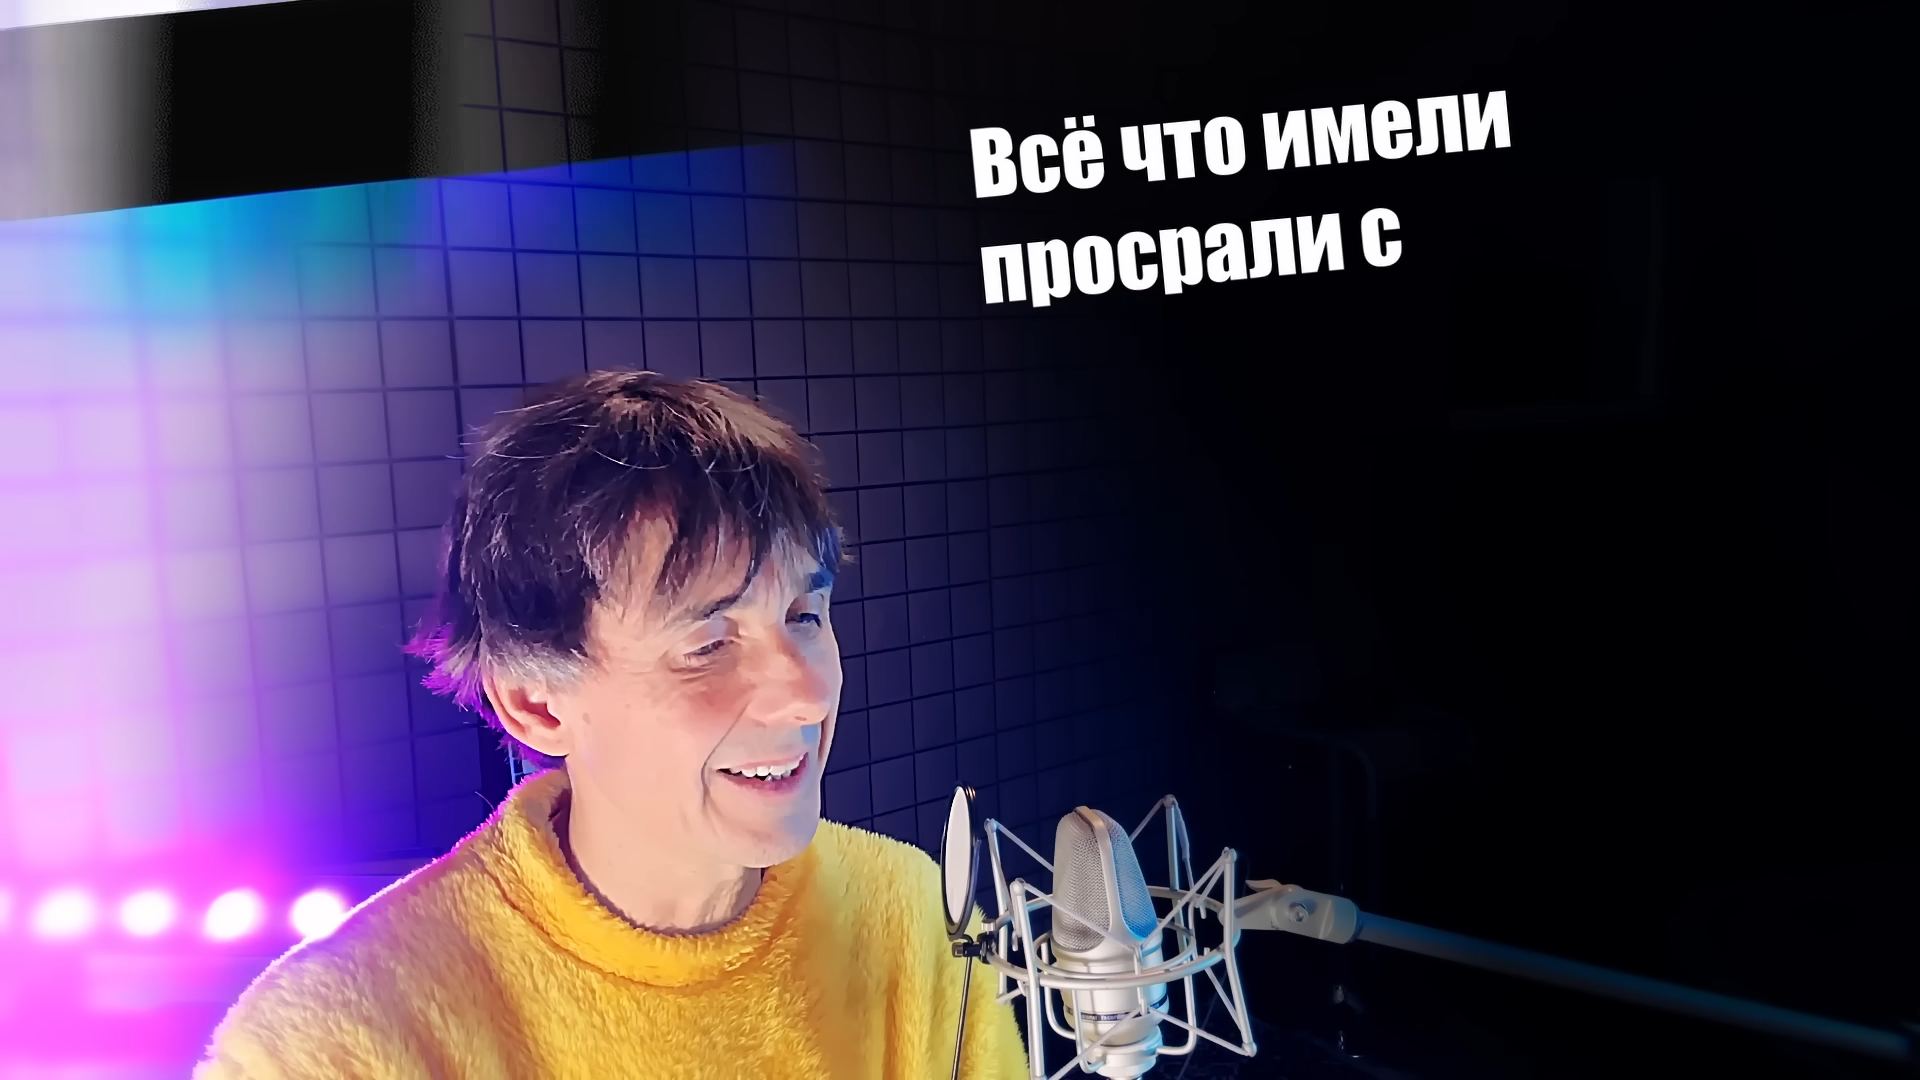 Всё что имели
просрали с